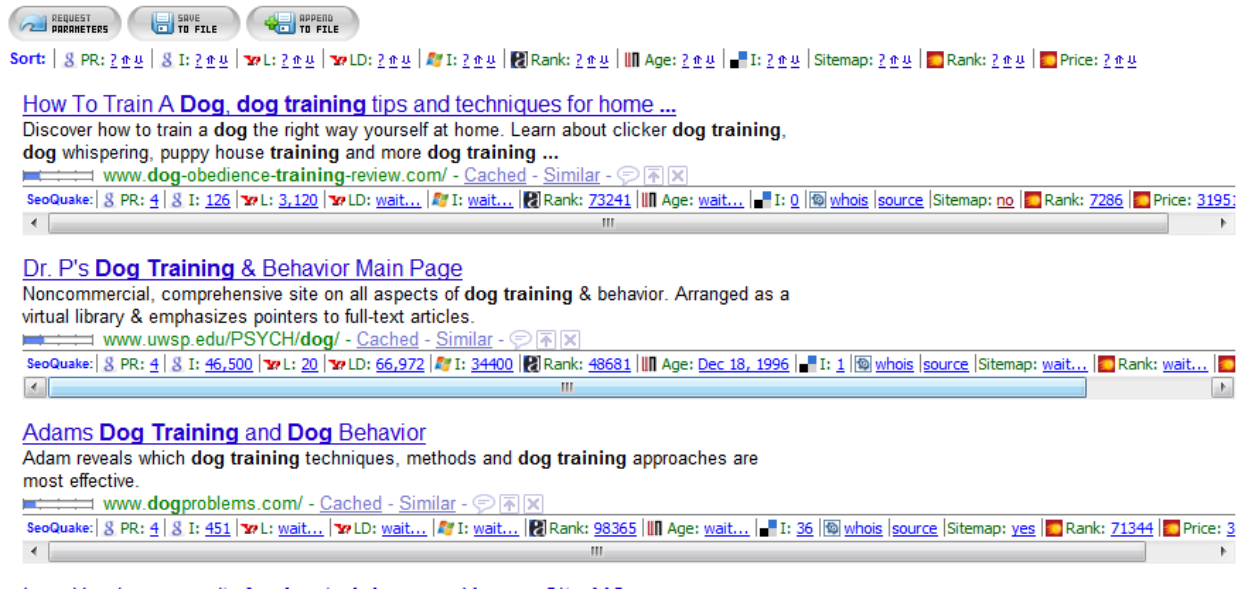 REQUEST PARAMETERS SAVE TO FILE APPEND TO FILE
Sort: | g PR: ? ⇑ ⇓ | g I: ? ⇑ ⇓ | Y! L: ? ⇑ ⇓ | Y! LD: ? ⇑ ⇓ | I: ? ⇑ ⇓ | Rank: ? ⇑ ⇓ | Age: ? ⇑ ⇓ | I: ? ⇑ ⇓ | Sitemap: ? ⇑ ⇓ | Rank: ? ⇑ ⇓ | Price: ? ⇑ ⇓
How To Train A Dog, dog training tips and techniques for home ...
Discover how to train a dog the right way yourself at home. Learn about clicker dog training,
dog whispering, puppy house training and more dog training ...
www.dog-obedience-training-review.com/ - Cached - Similar -
SeoQuake: | g PR: 4 | g I: 126 | Y! L: 3,120 | Y! LD: wait... | I: wait... | Rank: 73241 | Age: wait... | I: 0 | whois | source | Sitemap: no | Rank: 7286 | Price: 31951
Dr. P's Dog Training & Behavior Main Page
Noncommercial, comprehensive site on all aspects of dog training & behavior. Arranged as a
virtual library & emphasizes pointers to full-text articles.
www.uwsp.edu/PSYCH/dog/ - Cached - Similar -
SeoQuake: | g PR: 4 | g I: 46,500 | Y! L: 20 | Y! LD: 66,972 | I: 34400 | Rank: 48681 | Age: Dec 18, 1996 | I: 1 | whois | source | Sitemap: wait... | Rank: wait... |
Adams Dog Training and Dog Behavior
Adam reveals which dog training techniques, methods and dog training approaches are
most effective.
www.dogproblems.com/ - Cached - Similar -
SeoQuake: | g PR: 4 | g I: 451 | Y! L: wait... | Y! LD: wait... | I: wait... | Rank: 98365 | Age: wait... | I: 36 | whois | source | Sitemap: yes | Rank: 71344 | Price: 3